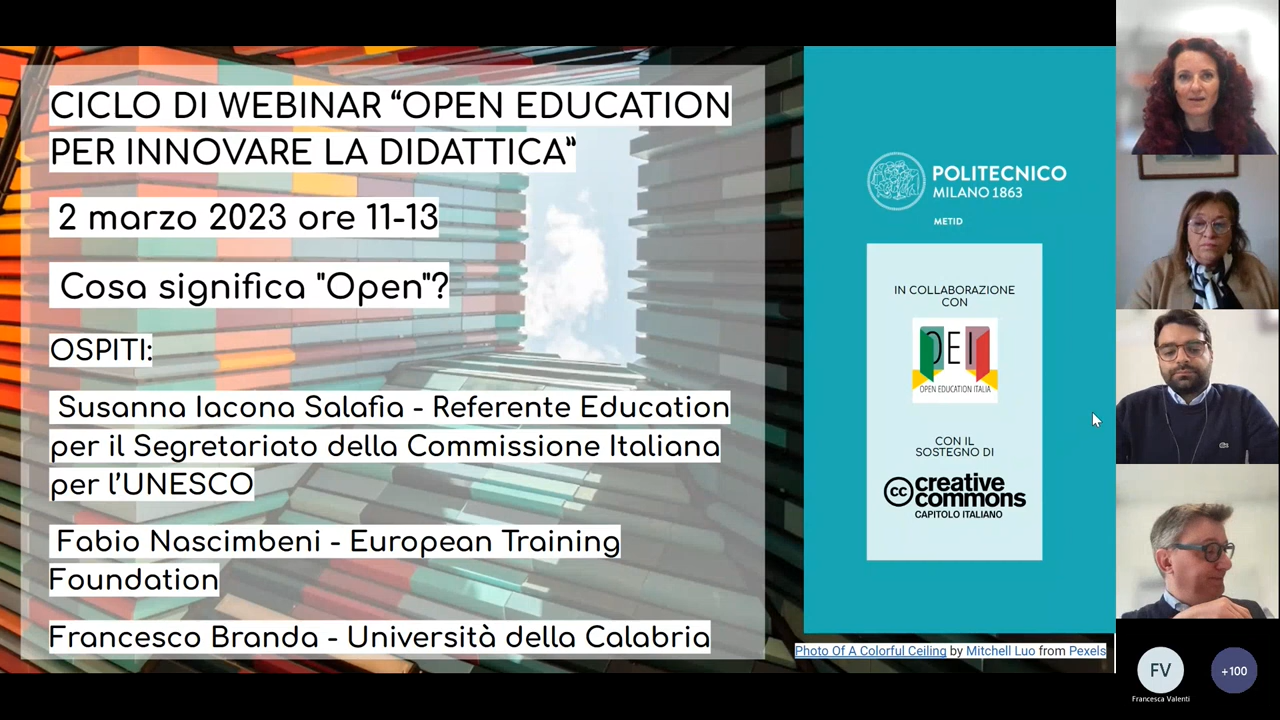 CICLO DI WEBINAR “OPEN EDUCATION
PER INNOVARE LA DIDATTICA”
2 marzo 2023 ore 11-13
Cosa significa "Open"?
OSPITI:
Susanna Iacona Salafia - Referente Education
per il Segretariato della Commissione Italiana
per l’UNESCO
Fabio Nascimbeni - European Training
Foundation
Francesco Branda - Università della Calabria
POLITECNICO
MILANO 1863
METID
IN COLLABORAZIONE
CON
OEI
OPEN EDUCATION ITALIA
CON IL
SOSTEGNO DI
cc creative
commons
CAPITOLO ITALIANO
Photo Of A Colorful Ceiling by Mitchell Luo from Pexels
FV
Francesca Valenti
+100